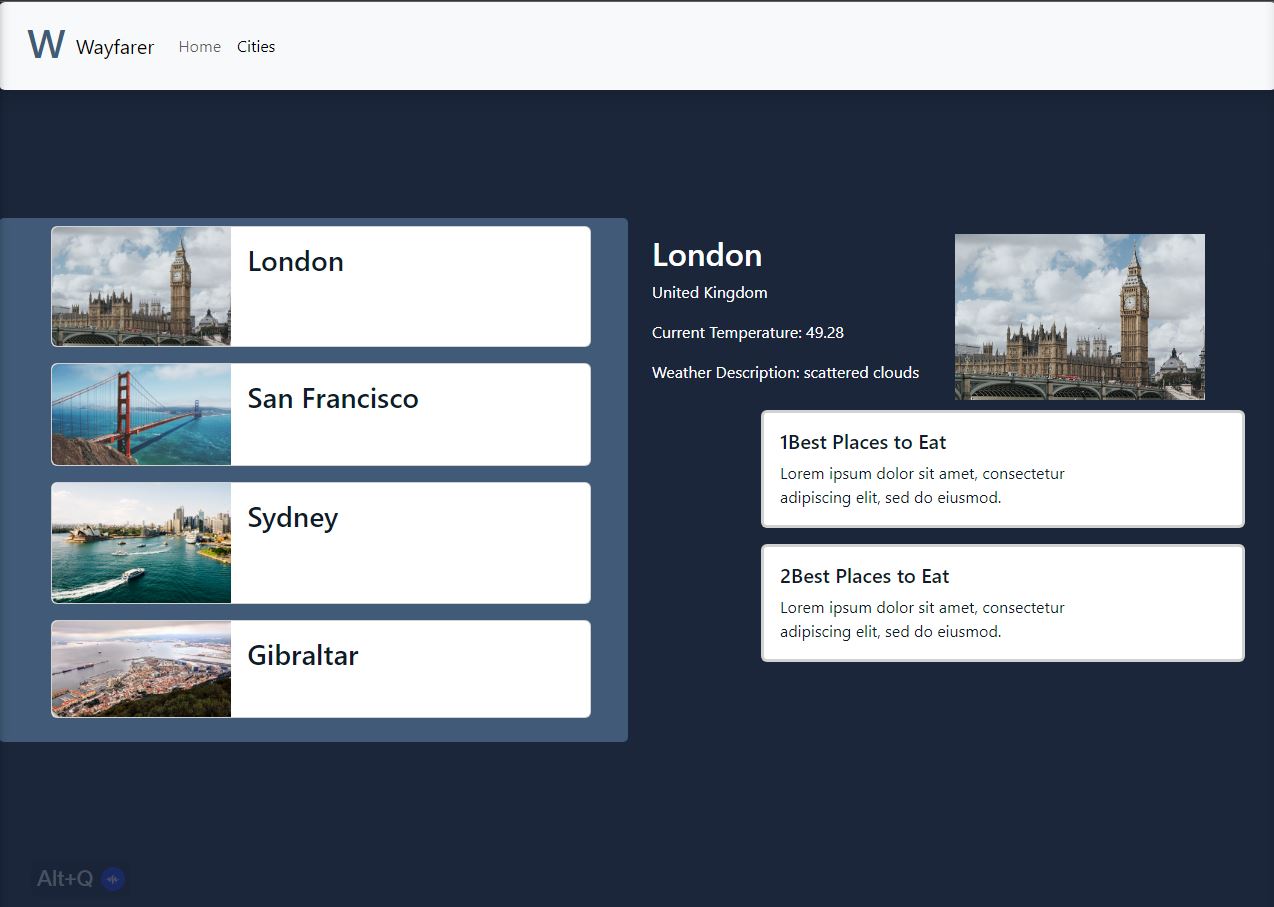 W Wayfarer Home Cities
London
San Francisco
Sydney
Gibraltar
London
United Kingdom
Current Temperature: 49.28
Weather Description: scattered clouds
1Best Places to Eat
Lorem ipsum dolor sit amet, consectetur
adipiscing elit, sed do eiusmod.
2Best Places to Eat
Lorem ipsum dolor sit amet, consectetur
adipiscing elit, sed do eiusmod.
Alt+Q